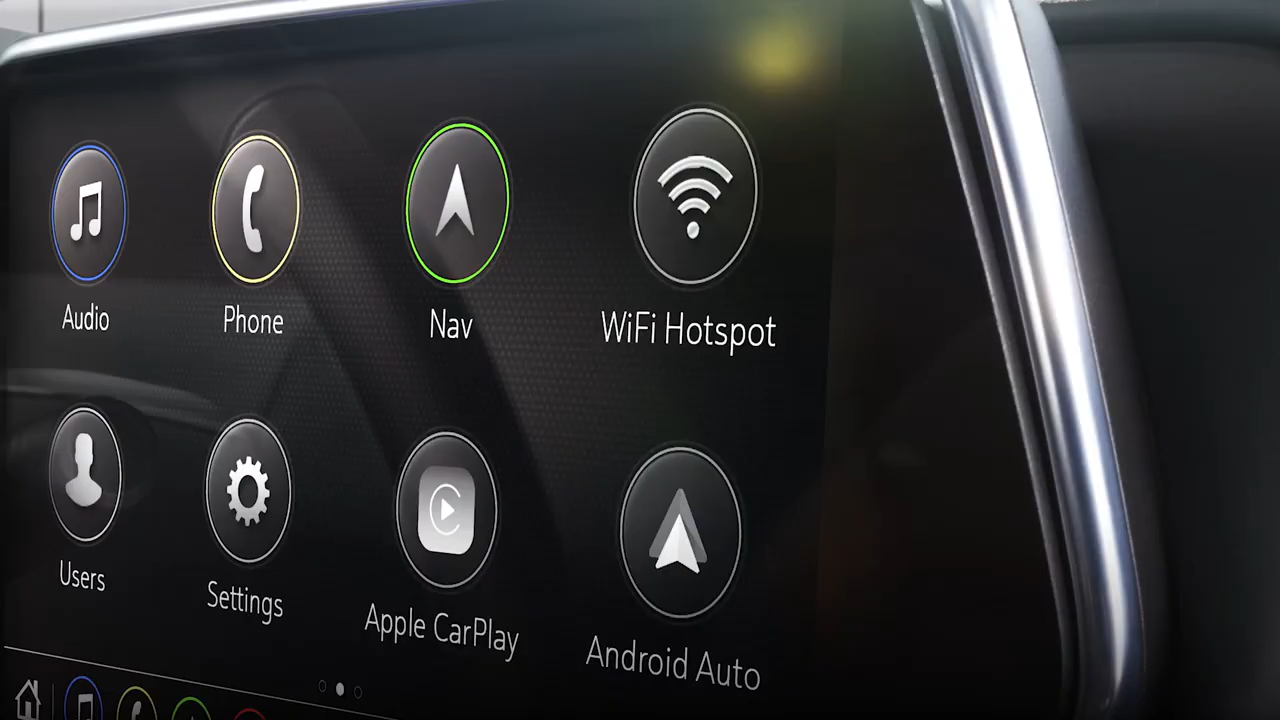 Audio
Phone
Nav
WiFi Hotspot
Users
Settings
Apple CarPlay
Android Auto